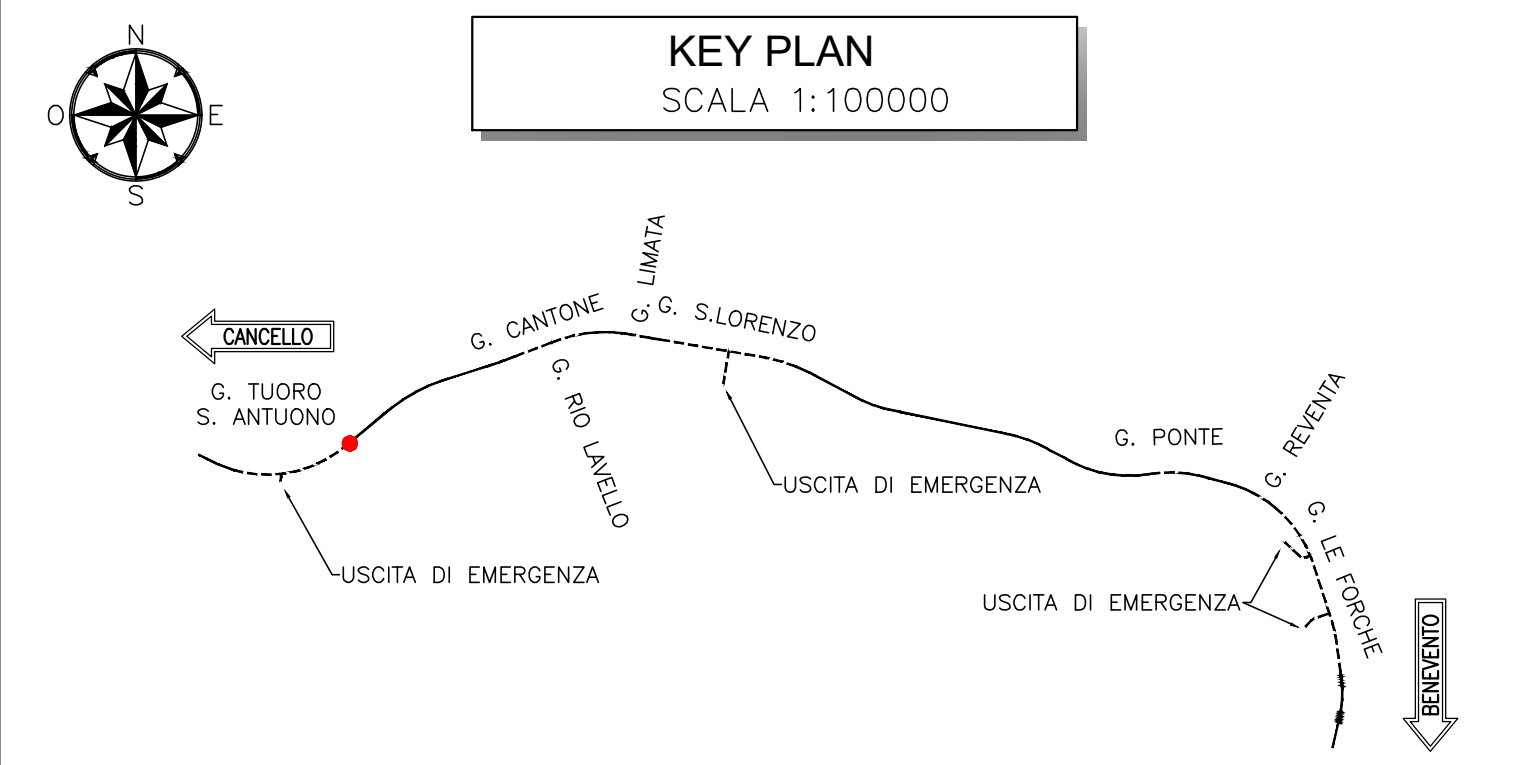 N
O
E
S
KEY PLAN
SCALA 1:100000
CANCELLO
G. TUORO
S. ANTUONO
G. CANTONE
G. LIMATA
G. S.LORENZO
G. RIO LAVELLO
USCITA DI EMERGENZA
USCITA DI EMERGENZA
G. PONTE
G. REVENTA
G. LE FORCHE
USCITA DI EMERGENZA
BENEVENTO